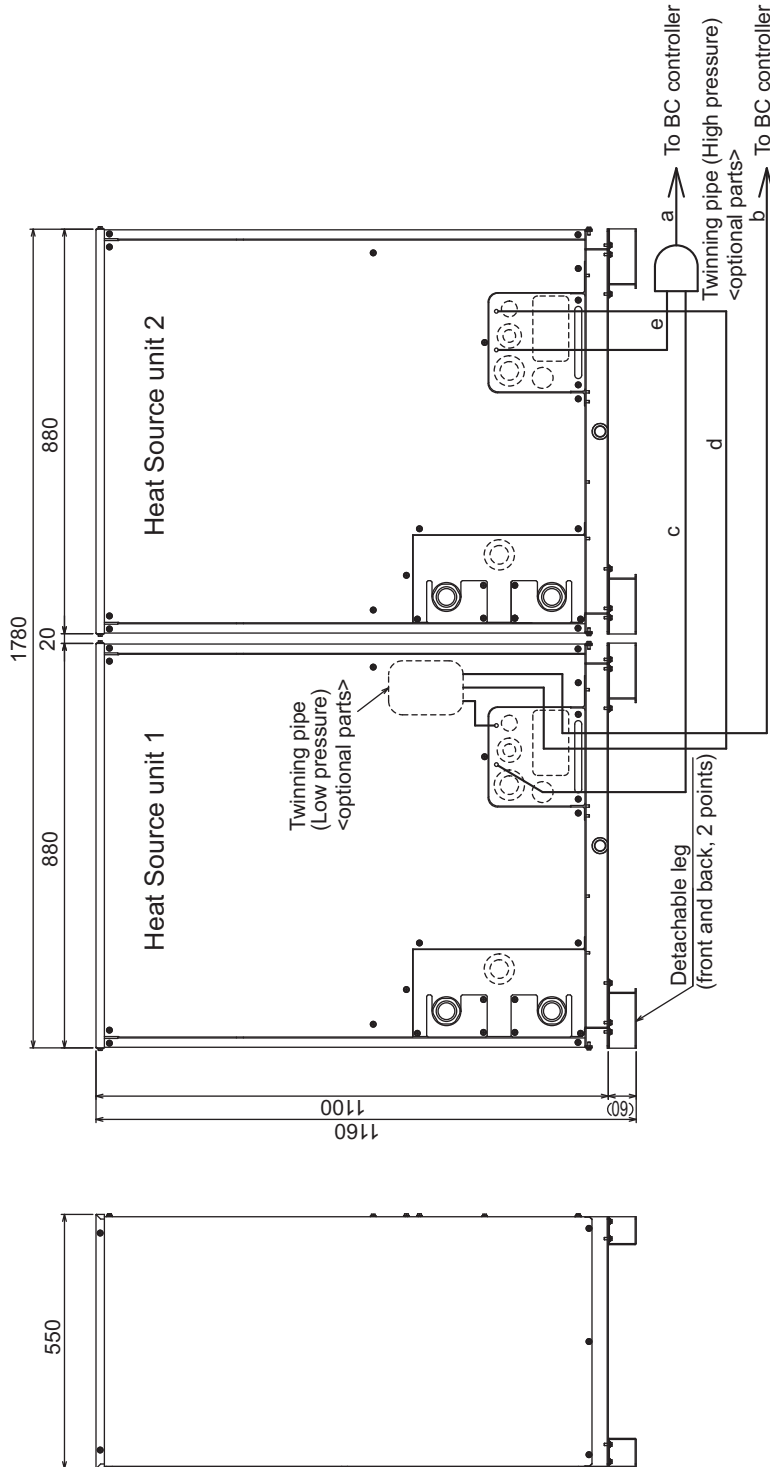 1780
880
20
880
Heat Source unit 1
Heat Source unit 2
Twinning pipe
(Low pressure)
<optional parts>
1100
1160
(60)
550
Detachable leg
(front and back, 2 points)
c
d
e
a
To BC controller
Twinning pipe (High pressure)
<optional parts>
b
To BC controller